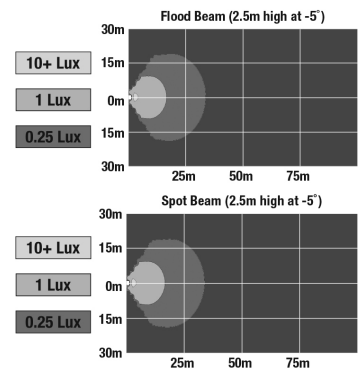 Flood Beam (2.5m high at -5˚)
30m
10+ Lux
15m
1 Lux
0m
0.25 Lux
15m
30m
25m 50m 75m
Spot Beam (2.5m high at -5˚)
30m
10+ Lux
15m
1 Lux
0m
0.25 Lux
15m
30m
25m 50m 75m